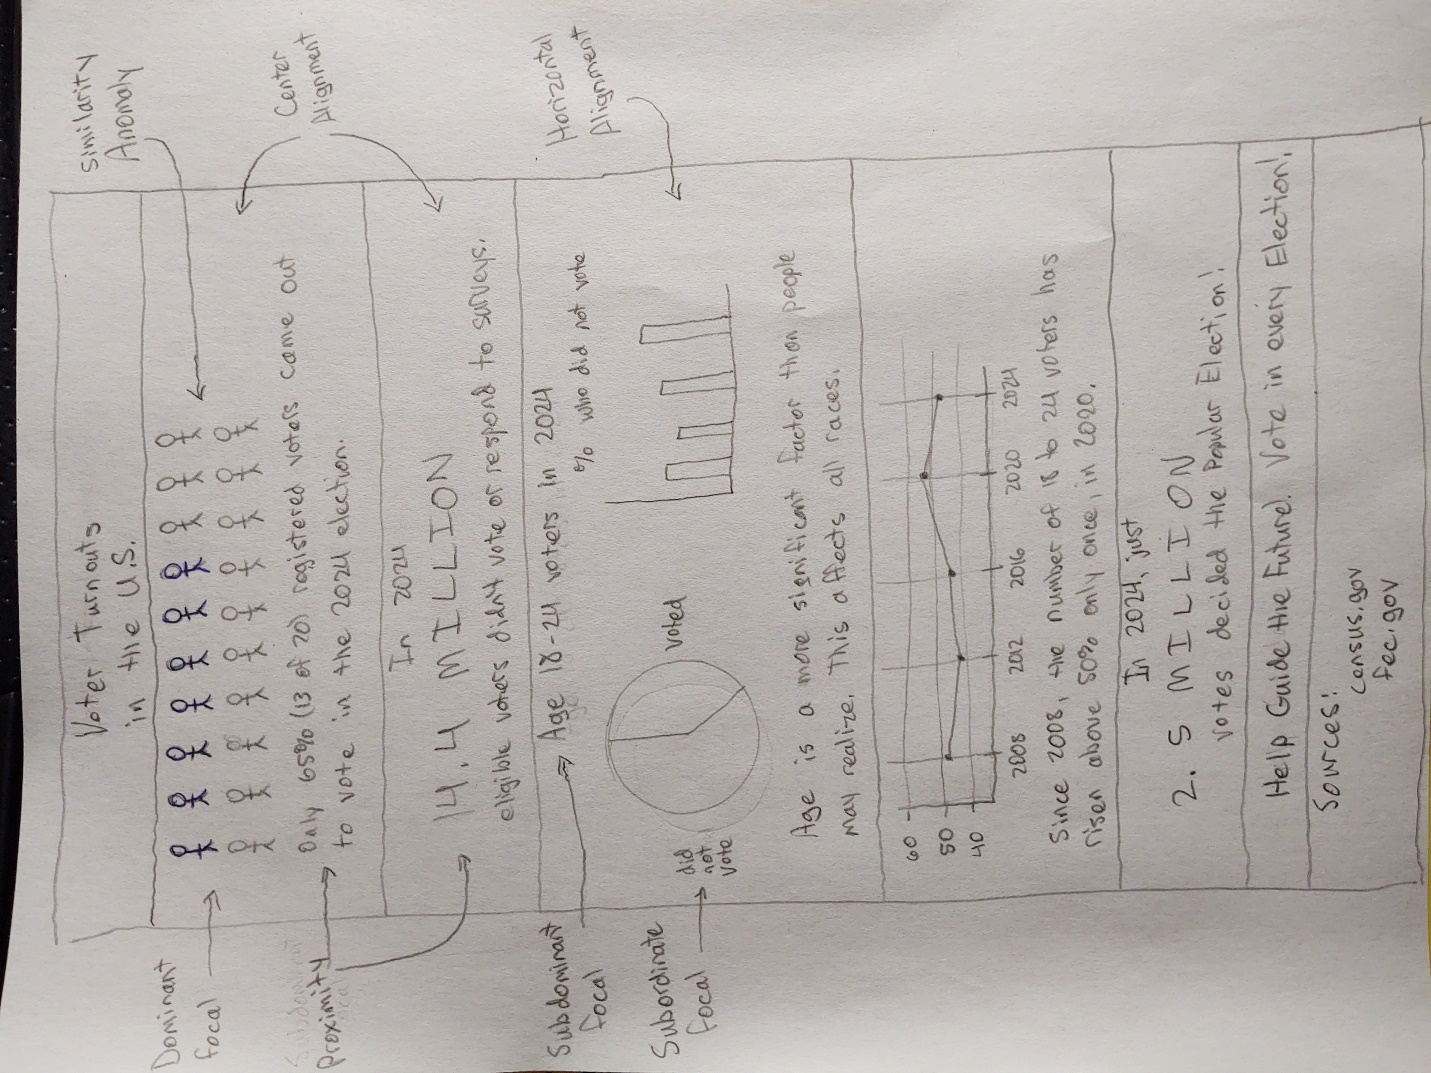 Similarity
Anomaly
Center
Alignment
Horizontal
Alignment
Voter Turnouts
in the U.S.
Only 65% (13 of 20) registered voters came out
to vote in the 2024 election.
In 2024
14.4 MILLION
eligible voters didnt vote or respond to surveys.
Age 18-24 voters in 2024
% who did not vote
voted
did
not
vote
Age is a more significant factor than people
may realize. This affects all races.
60
50
40
2008 2012 2016 2020 2024
Since 2008, the number of 18 to 24 voters has
risen above 50% only once, in 2020.
In 2024, just
2.5 MILLION
votes decided the Popular Election!
Help Guide the Future! Vote in every Election!
Sources:
census.gov
fec.gov
Dominant
focal
Proximity
Subdominant
focal
Subordinate
focal